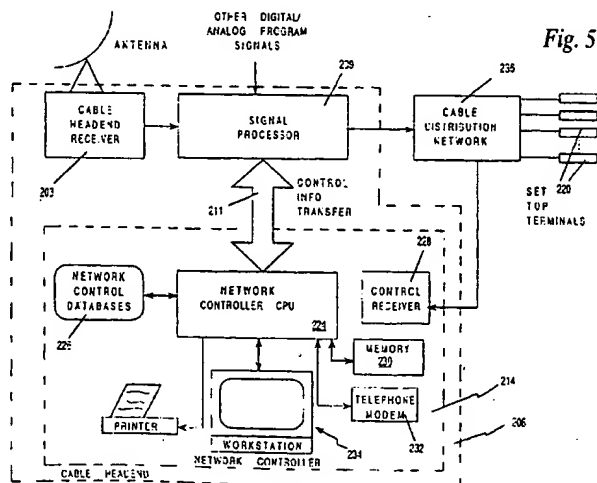 Fig. 5
ANTENNA
OTHER DIGITAL/
ANALOG PROGRAM
SIGNALS
239
236
CABLE
HEADEND
RECEIVER
203
SIGNAL
PROCESSOR
CABLE
DISTRIBUTION
NETWORK
220
SET
TOP
TERMINALS
211
CONTROL
INFO
TRANSFER
228
NETWORK
CONTROL
DATABASES
226
NETWORK
CONTROLLER CPU
224
CONTROL
RECEIVER
MEMORY
230
TELEPHONE
MODEM
232
214
206
PRINTER
WORKSTATION
234
NETWORK CONTROLLER
CABLE HEADEND